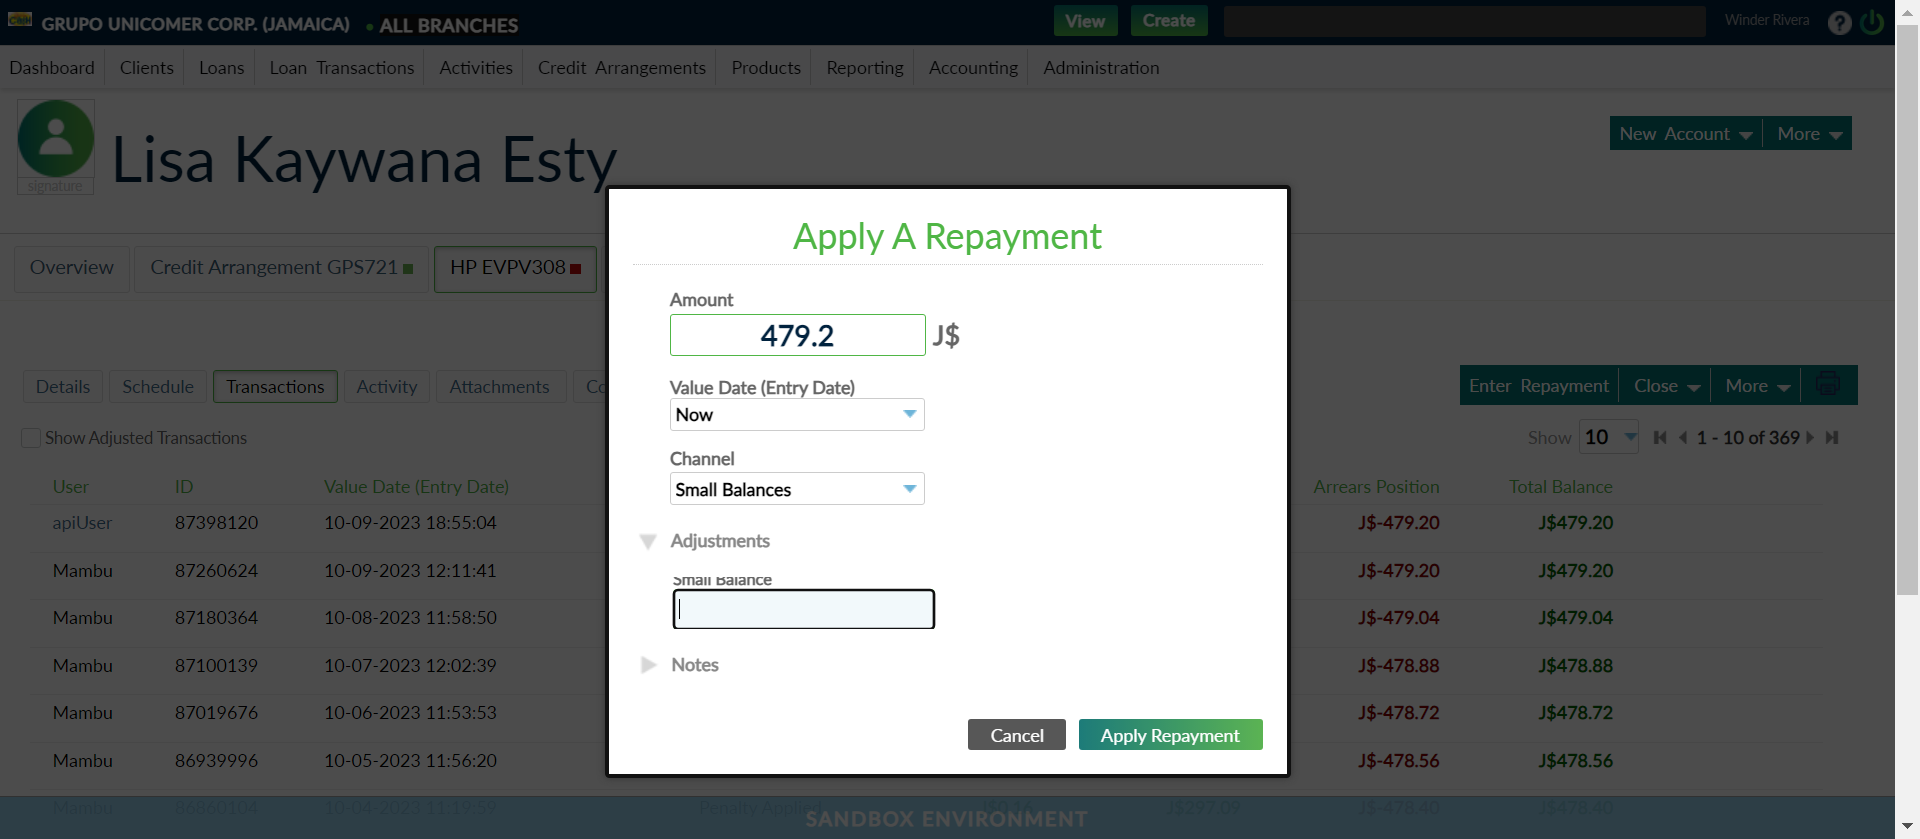 GRUPO UNICOMER CORP. (JAMAICA) • ALL BRANCHES View Create Winder Rivera ?
Dashboard Clients Loans Loan Transactions Activities Credit Arrangements Products Reporting Accounting Administration
signature
Lisa Kaywana Esty
New Account More
Overview Credit Arrangement GPS721 HP EVPV308
Apply A Repayment
Amount
479.2 J$
Value Date (Entry Date)
Now
Channel
Small Balances
Adjustments
Small Balance
Notes
Cancel Apply Repayment
Details Schedule Transactions Activity Attachments Co
Enter Repayment Close More
Show Adjusted Transactions
Show 10 1 - 10 of 369
User ID Value Date (Entry Date) Arrears Position Total Balance
apiUser 87398120 10-09-2023 18:55:04 J$-479.20 J$479.20
Mambu 87260624 10-09-2023 12:11:41 J$-479.20 J$479.20
Mambu 87180364 10-08-2023 11:58:50 J$-479.04 J$479.04
Mambu 87100139 10-07-2023 12:02:39 J$-478.88 J$478.88
Mambu 87019676 10-06-2023 11:53:53 J$-478.72 J$478.72
Mambu 86939996 10-05-2023 11:56:20 J$-478.56 J$478.56
Mambu 86860104 10-04-2023 11:19:59 Penalty Applied J$0.16 J$297.09 J$-478.40 J$478.40
SANDBOX ENVIRONMENT